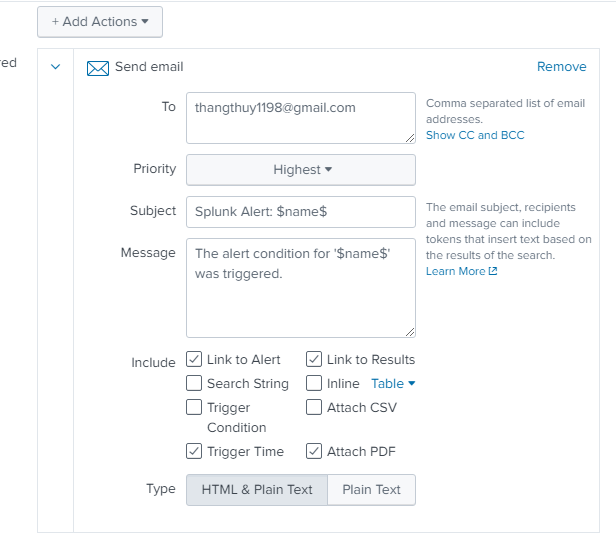 + Add Actions
red
Send email
Remove
To
thangthuy1198@gmail.com
Comma separated list of email
addresses.
Show CC and BCC
Priority
Highest
Subject
Splunk Alert: $name$
The email subject, recipients
and message can include
tokens that insert text based on
the results of the search.
Learn More
Message
The alert condition for '$name$'
was triggered.
Include
Link to Alert
Link to Results
Search String
Inline Table
Trigger
Condition
Attach CSV
Trigger Time
Attach PDF
Type
HTML & Plain Text
Plain Text